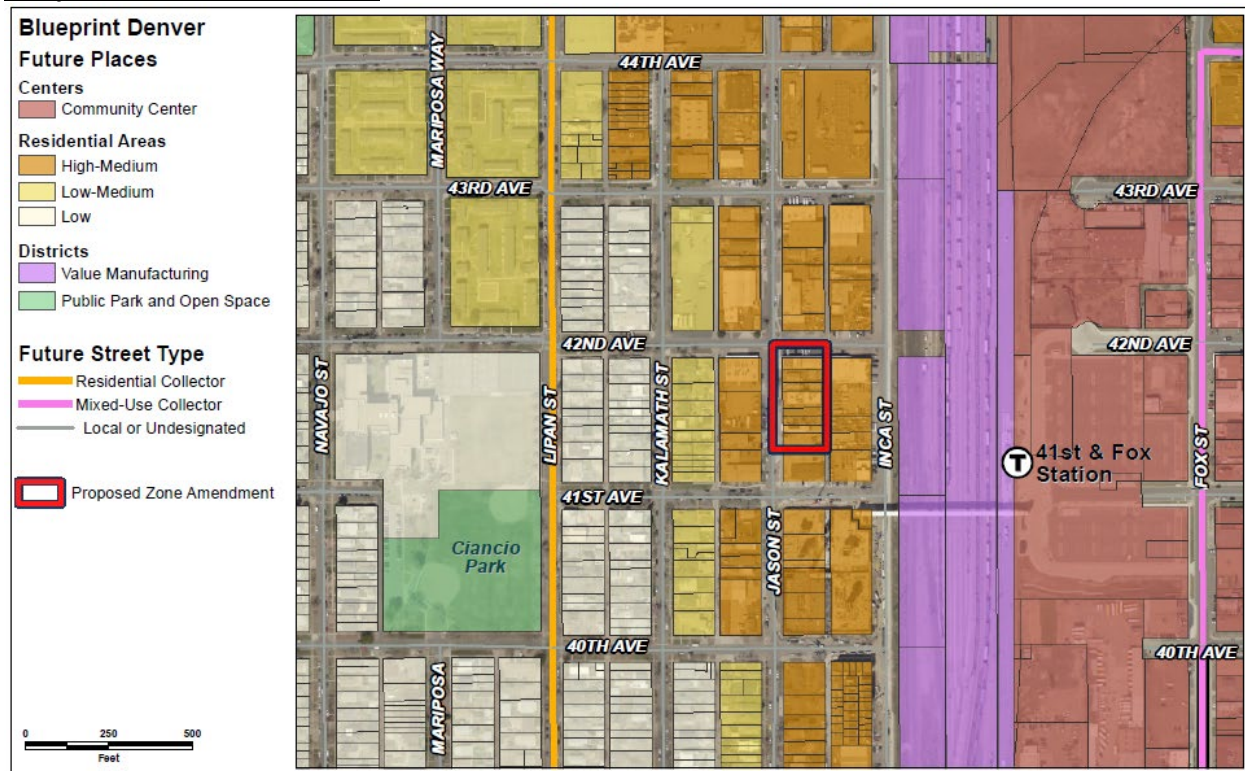 Blueprint Denver
Future Places
Centers
Community Center
Residential Areas
High-Medium
Low-Medium
Low
Districts
Value Manufacturing
Public Park and Open Space
Future Street Type
Residential Collector
Mixed-Use Collector
Local or Undesignated
Proposed Zone Amendment
0 250 500
Feet
MARIPOSA WAY
44TH AVE
43RD AVE
43RD AVE
42ND AVE
42ND AVE
NAVAJO ST
LIPAN ST
KALAMATH ST
INCA ST
FOX ST
41st & Fox
Station
T
41ST AVE
JASON ST
Ciancio
Park
40TH AVE
40TH AVE
MARIPOSA